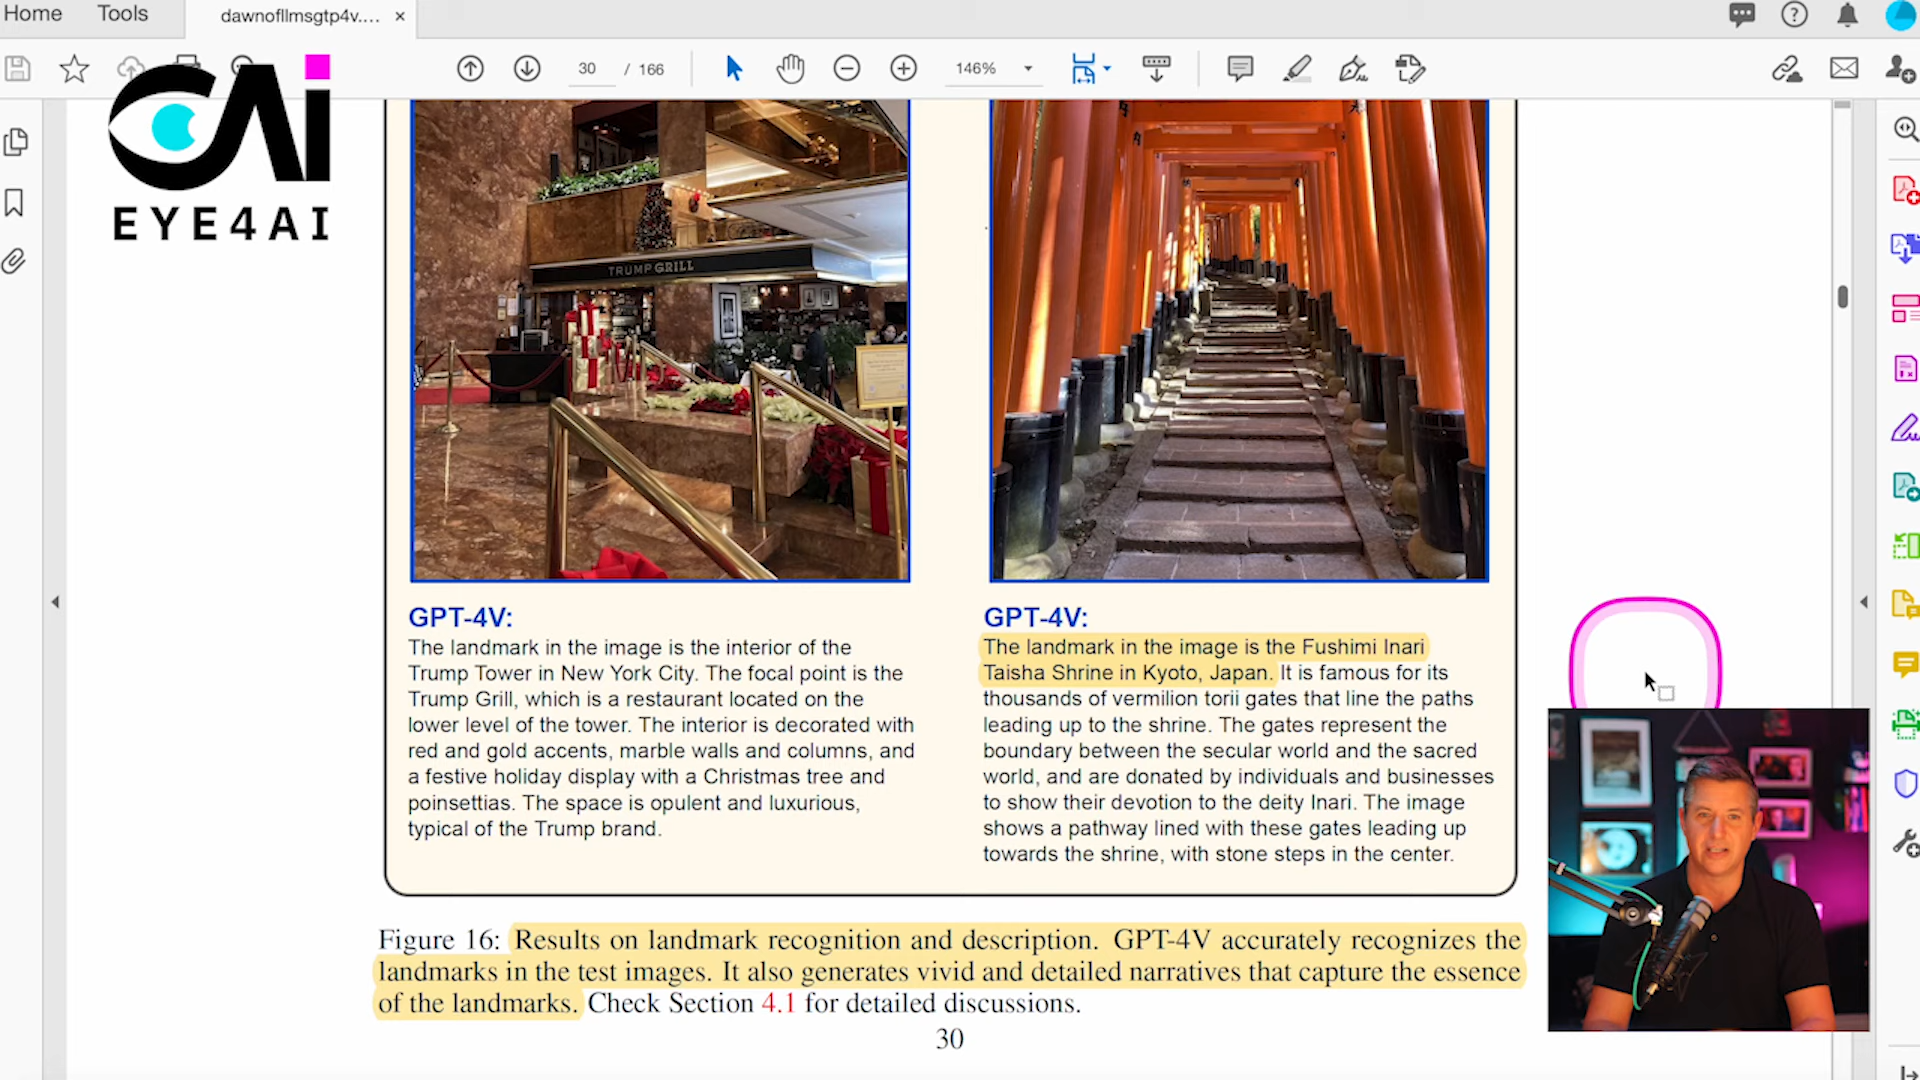 Home
Tools
dawnofllmsgtp4v....
30
/ 166
146%
CAi
EYE4AI
TRUMP GRILL
GPT-4V:
The landmark in the image is the interior of the
Trump Tower in New York City. The focal point is the
Trump Grill, which is a restaurant located on the
lower level of the tower. The interior is decorated with
red and gold accents, marble walls and columns, and
a festive holiday display with a Christmas tree and
poinsettias. The space is opulent and luxurious,
typical of the Trump brand.
GPT-4V:
The landmark in the image is the Fushimi Inari
Taisha Shrine in Kyoto, Japan. It is famous for its
thousands of vermilion torii gates that line the paths
leading up to the shrine. The gates represent the
boundary between the secular world and the sacred
world, and are donated by individuals and businesses
to show their devotion to the deity Inari. The image
shows a pathway lined with these gates leading up
towards the shrine, with stone steps in the center.
Figure 16: Results on landmark recognition and description. GPT-4V accurately recognizes the
landmarks in the test images. It also generates vivid and detailed narratives that capture the essence
of the landmarks. Check Section 4.1 for detailed discussions.
30